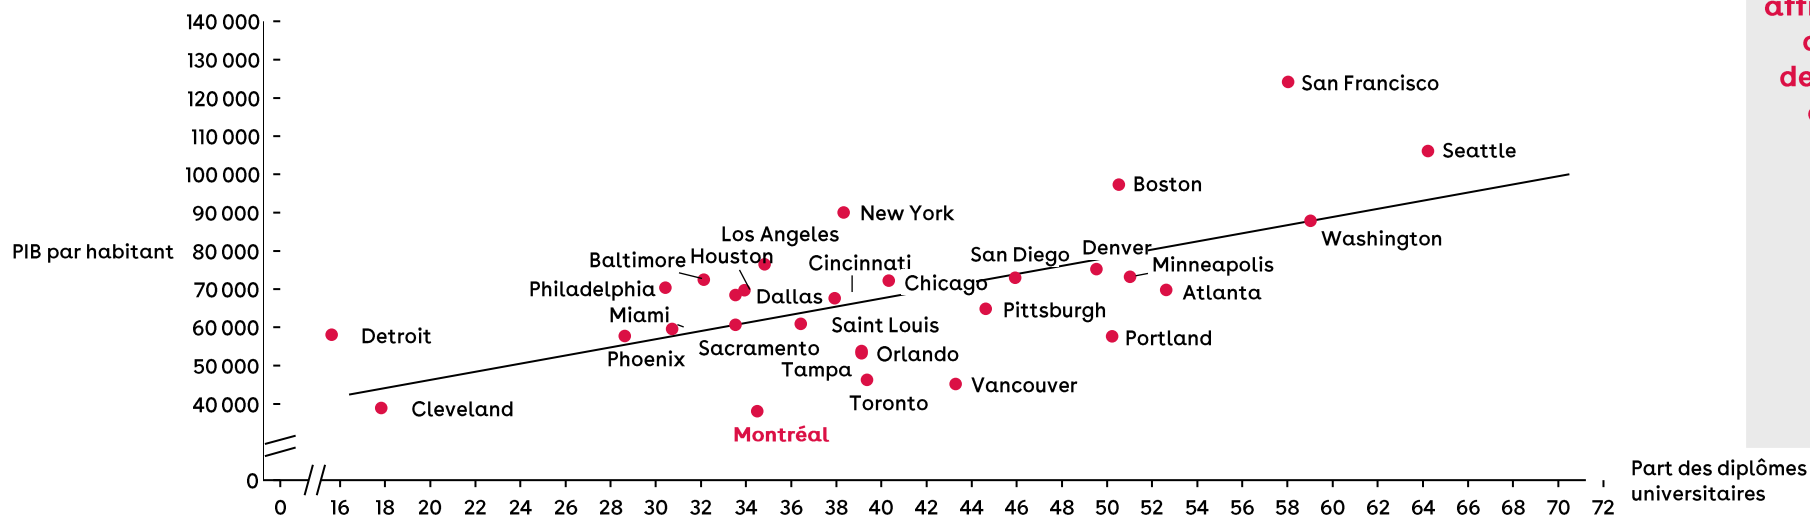 140 000
130 000
120 000
110 000
100 000
90 000
80 000
70 000
60 000
50 000
40 000
0
PIB par habitant
San Francisco
Seattle
Boston
New York
Washington
Los Angeles
Baltimore
Houston
Cincinnati
San Diego
Denver
Minneapolis
Philadelphia
Dallas
Chicago
Atlanta
Miami
Saint Louis
Pittsburgh
Detroit
Phoenix
Sacramento
Portland
Tampa
Orlando
Cleveland
Toronto
Vancouver
Montréal
0 16 18 20 22 24 26 28 30 32 34 36 38 40 42 44 46 48 50 52 54 56 58 60 62 64 66 68 70 72
Part des diplômes
universitaires